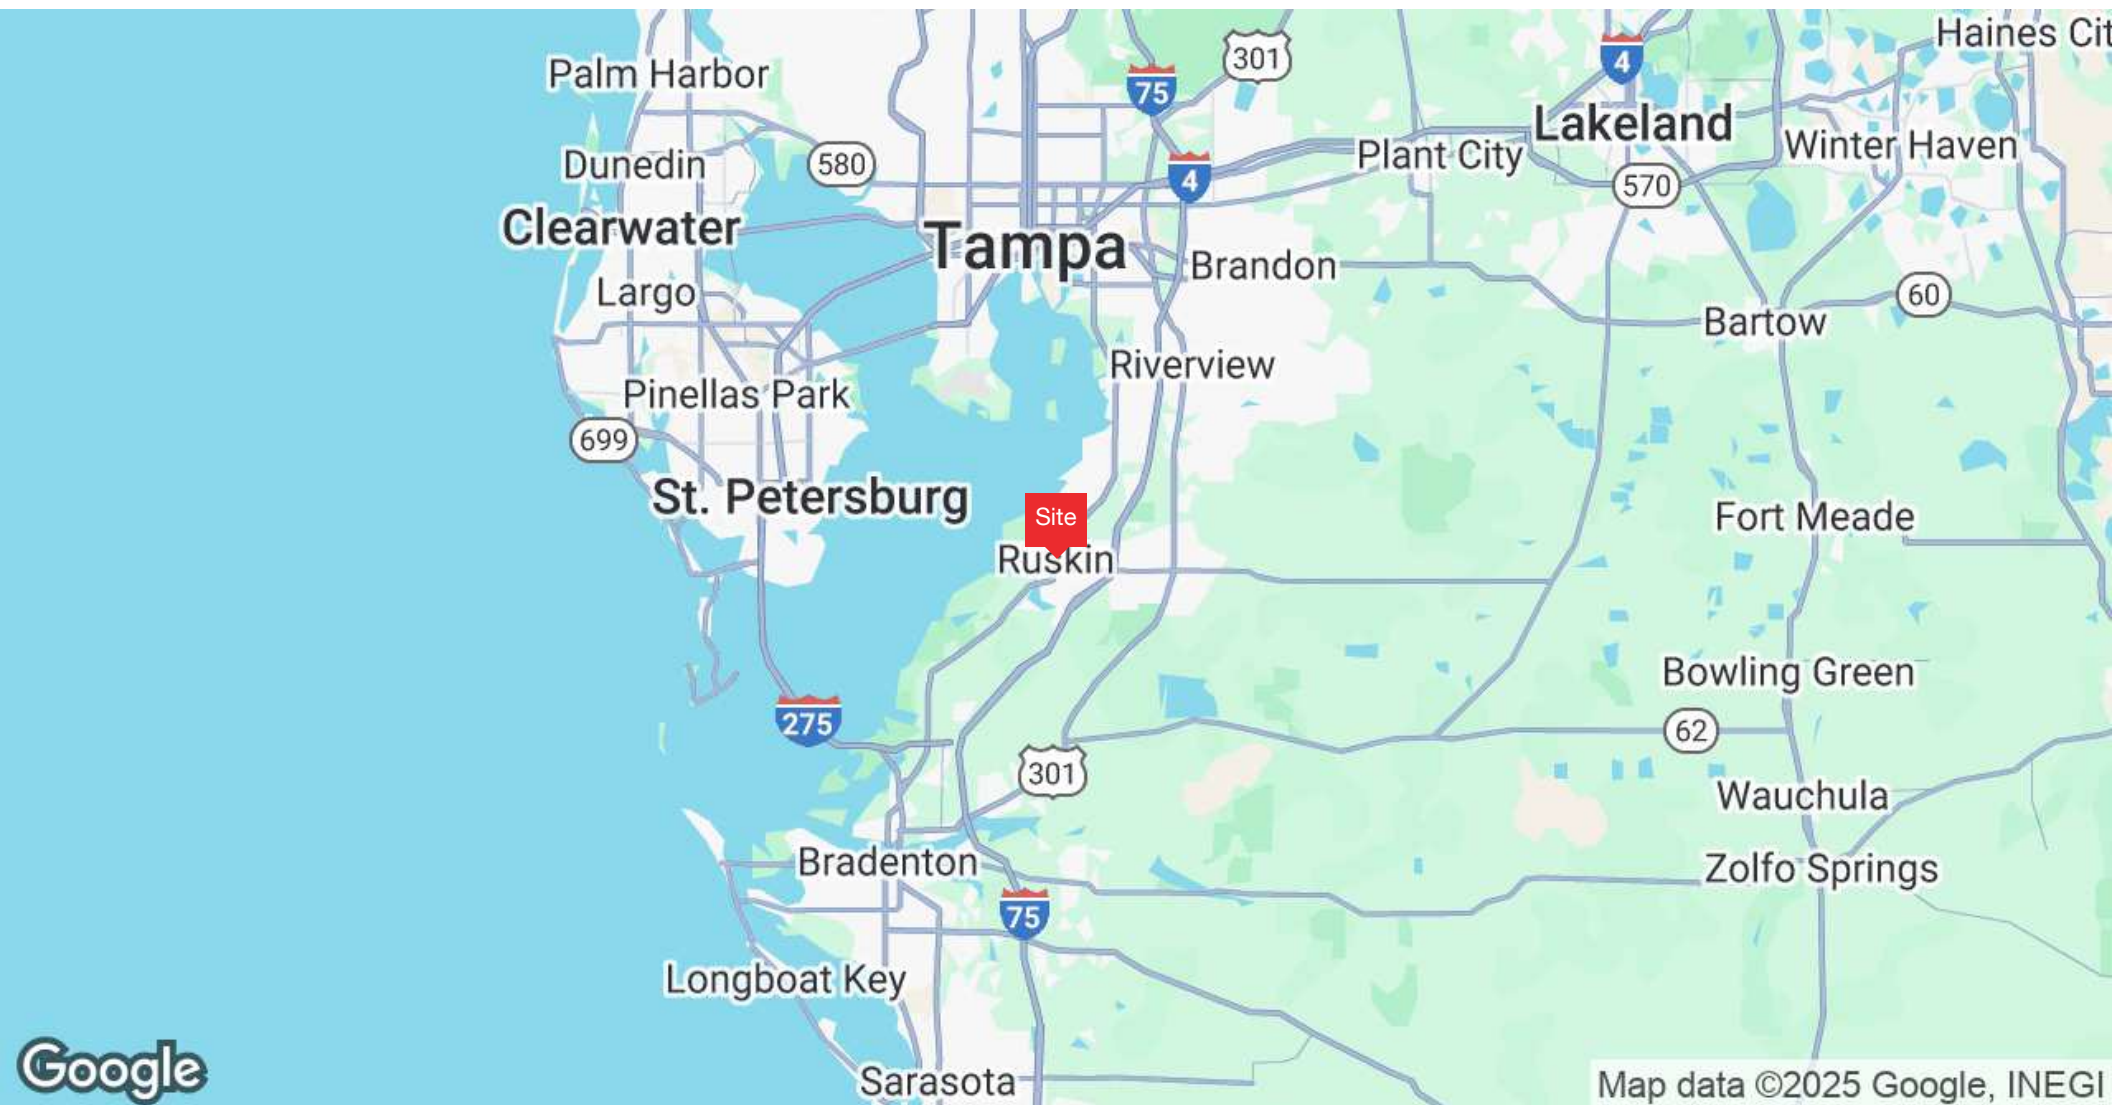 Haines Cit
301
4
Palm Harbor
75
Lakeland
Winter Haven
Plant City
Dunedin
580
4
570
Clearwater
Tampa
Brandon
Largo
60
Bartow
Riverview
Pinellas Park
699
St. Petersburg
Site
Fort Meade
Ruskin
Bowling Green
275
62
301
Wauchula
Bradenton
Zolfo Springs
75
Longboat Key
Google
Sarasota
Map data ©2025 Google, INEGI